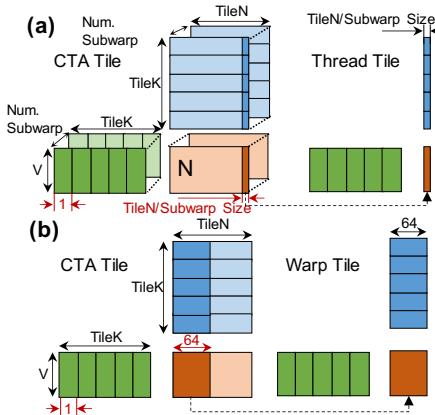 (a)
Num.
Subwarp
TileN
TileN/Subwarp Size
CTA Tile
Thread Tile
TileK
Num.
Subwarp
TileK
V
N
1
TileN/Subwarp Size
(b)
TileN
64
CTA Tile
Warp Tile
TileK
TileK
64
V
1